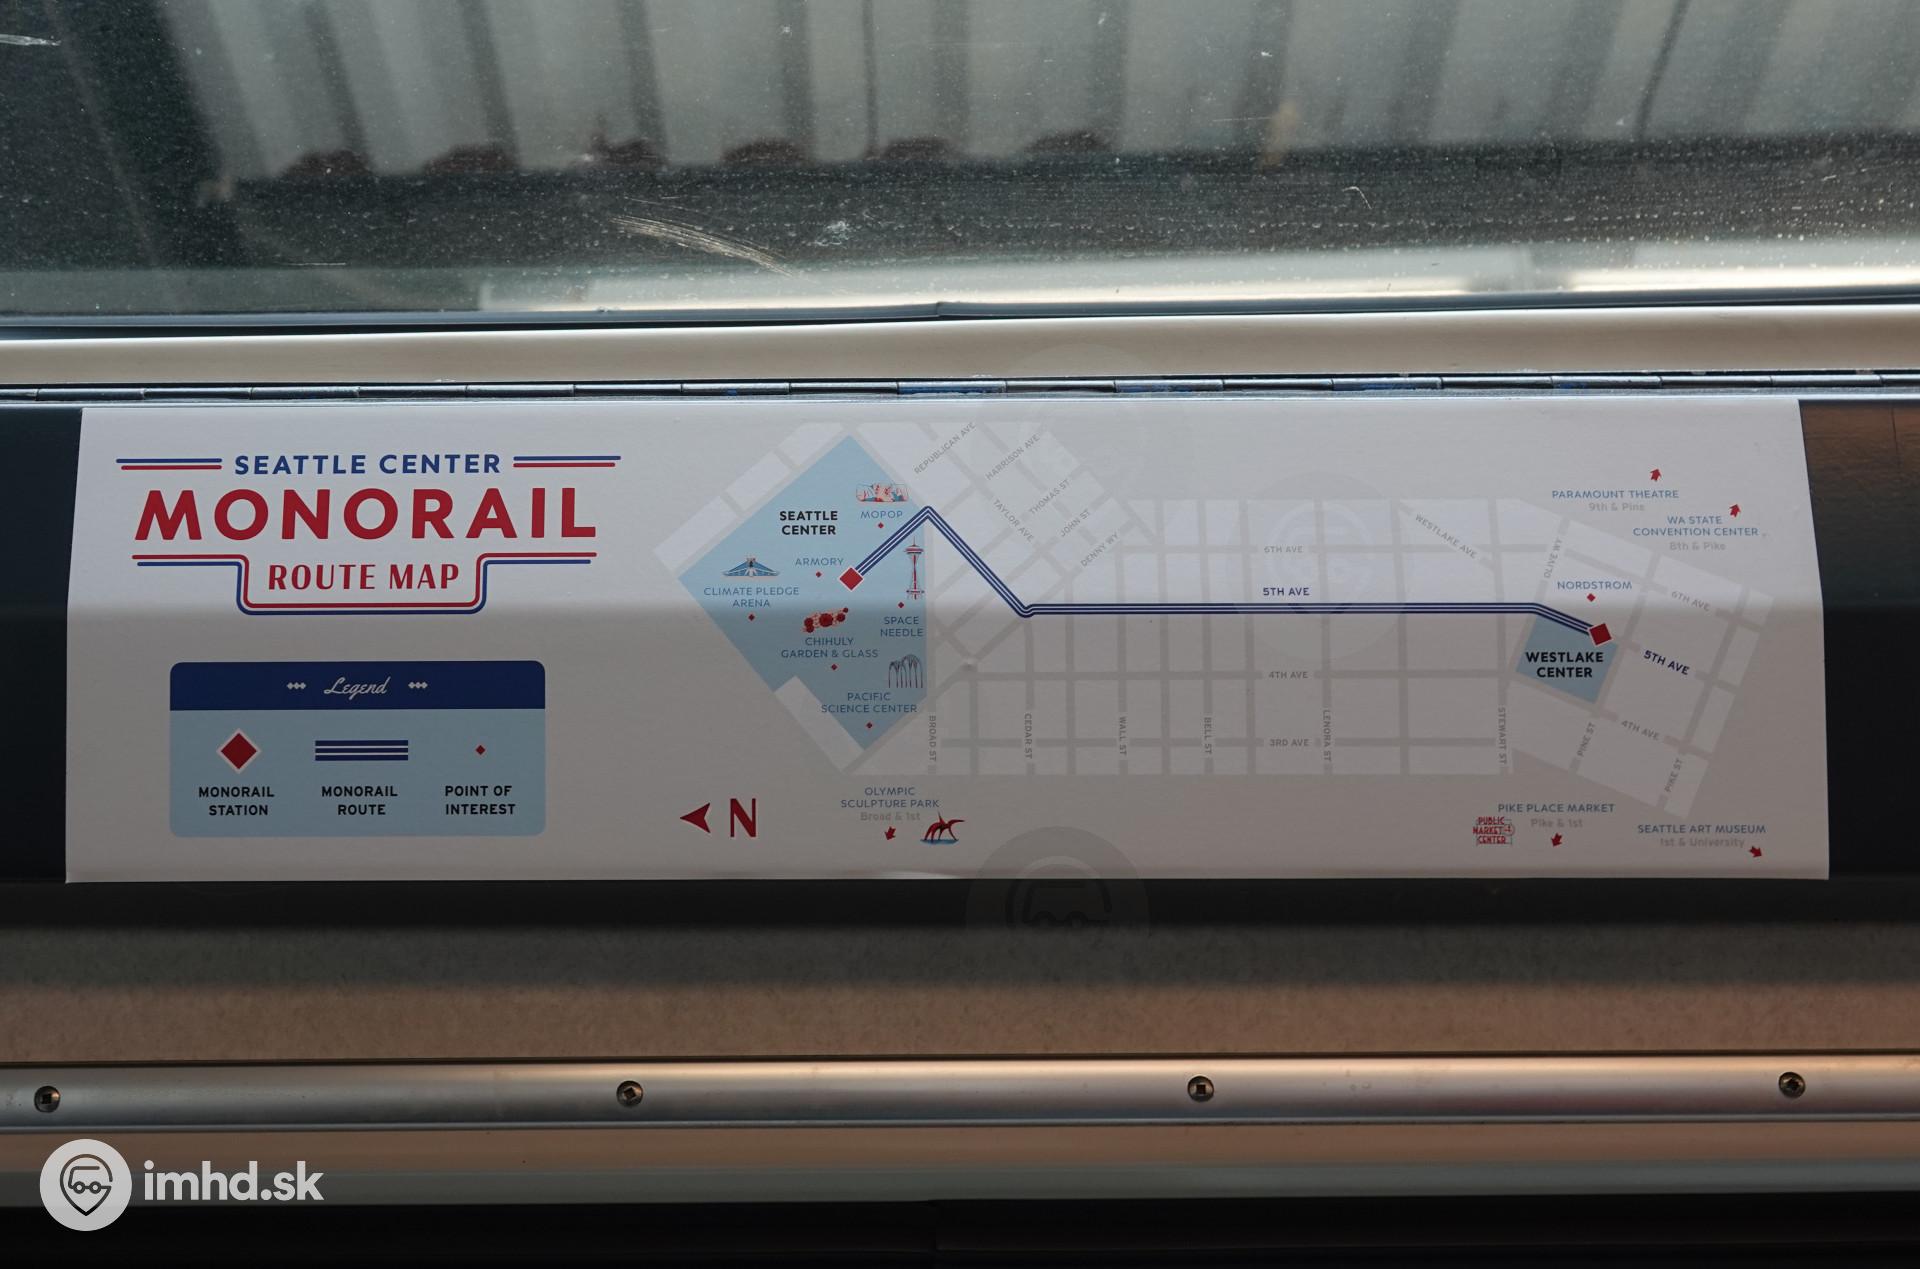 SEATTLE CENTER
MONORAIL
ROUTE MAP
Legend
MONORAIL
STATION
MONORAIL
ROUTE
POINT OF
INTEREST
N
SEATTLE
CENTER
MOPOP
ARMORY
CLIMATE PLEDGE
ARENA
SPACE
NEEDLE
CHIHULY
GARDEN & GLASS
PACIFIC
SCIENCE CENTER
OLYMPIC
SCULPTURE PARK
Broad & 1st
REPUBLICAN AVE
HARRISON AVE
THOMAS ST
TAYLOR AVE
JOHN ST
DENNY WY
6TH AVE
5TH AVE
4TH AVE
3RD AVE
BROAD ST
CEDAR ST
WALL ST
BELL ST
LENORA ST
STEWART ST
WESTLAKE AVE
OLIVE WY
PARAMOUNT THEATRE
9th & Pine
WA STATE
CONVENTION CENTER
8th & Pike
NORDSTROM
6TH AVE
WESTLAKE
CENTER
5TH AVE
4TH AVE
PINE ST
PIKE ST
PIKE PLACE MARKET
Pike & 1st
PUBLIC
MARKET
CENTER
SEATTLE ART MUSEUM
1st & University
imhd.sk